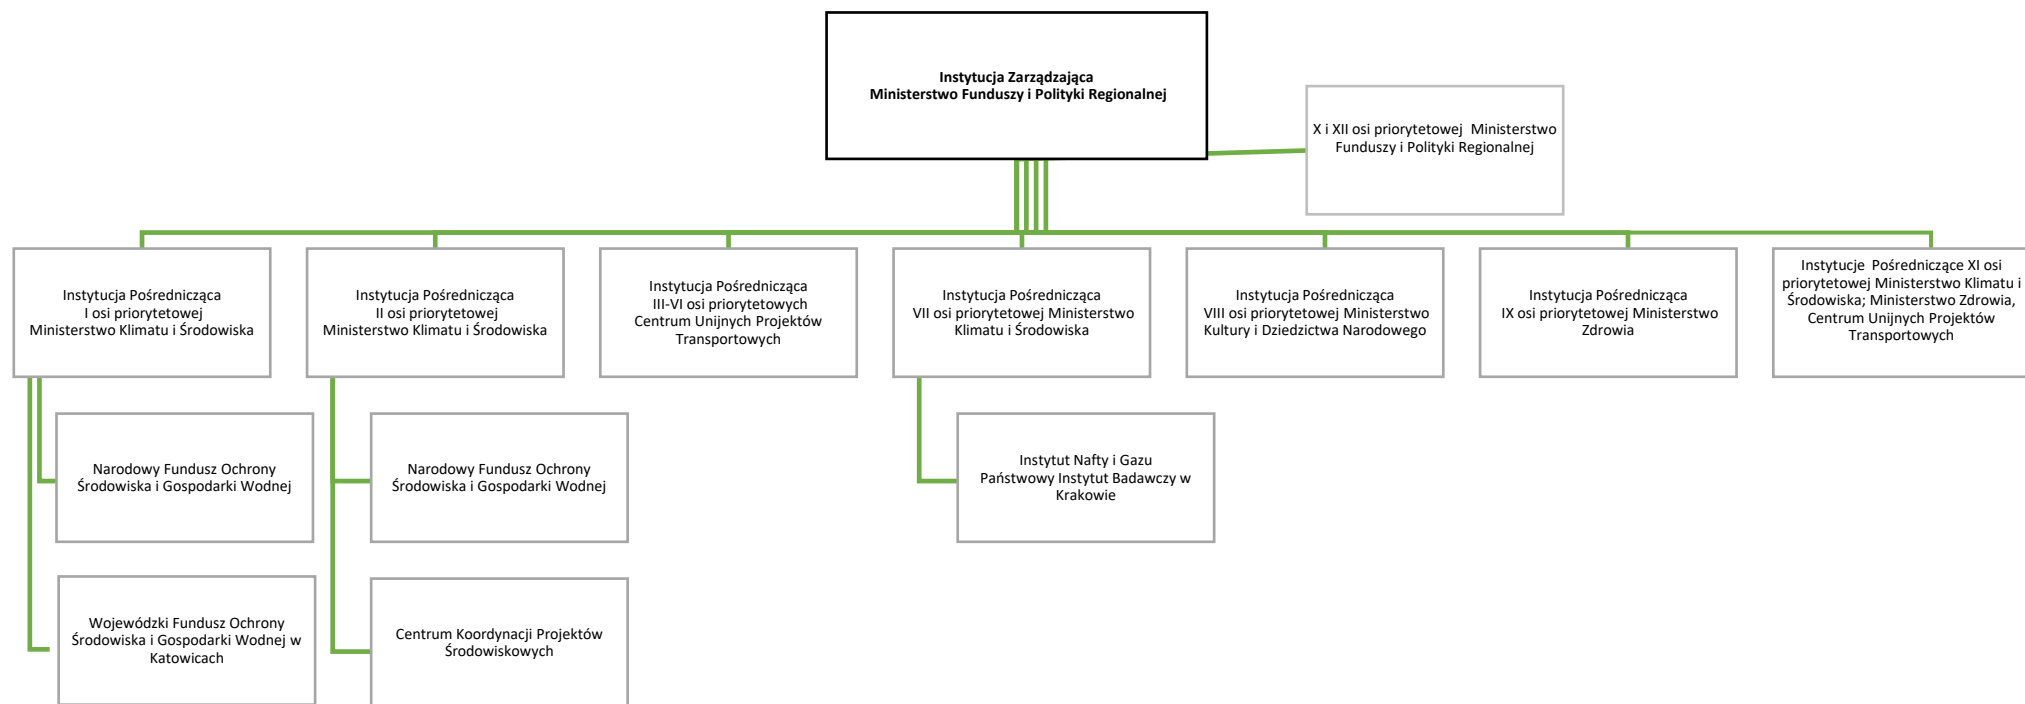 Instytucja Zarządzająca
Ministerstwo Funduszy i Polityki Regionalnej
X i XII osi priorytetowej Ministerstwo
Funduszy i Polityki Regionalnej
Instytucja Pośrednicząca
I osi priorytetowej
Ministerstwo Klimatu i Środowiska
Instytucja Pośrednicząca
II osi priorytetowej
Ministerstwo Klimatu i Środowiska
Instytucja Pośrednicząca
III-VI osi priorytetowych
Centrum Unijnych Projektów
Transportowych
Instytucja Pośrednicząca
VII osi priorytetowej Ministerstwo
Klimatu i Środowiska
Instytucja Pośrednicząca
VIII osi priorytetowej Ministerstwo
Kultury i Dziedzictwa Narodowego
Instytucja Pośrednicząca
IX osi priorytetowej Ministerstwo
Zdrowia
Instytucje Pośredniczące XI osi
priorytetowej Ministerstwo Klimatu i
Środowiska; Ministerstwo Zdrowia,
Centrum Unijnych Projektów
Transportowych
Narodowy Fundusz Ochrony
Środowiska i Gospodarki Wodnej
Narodowy Fundusz Ochrony
Środowiska i Gospodarki Wodnej
Instytut Nafty i Gazu
Państwowy Instytut Badawczy w
Krakowie
Wojewódzki Fundusz Ochrony
Środowiska i Gospodarki Wodnej w
Katowicach
Centrum Koordynacji Projektów
Środowiskowych